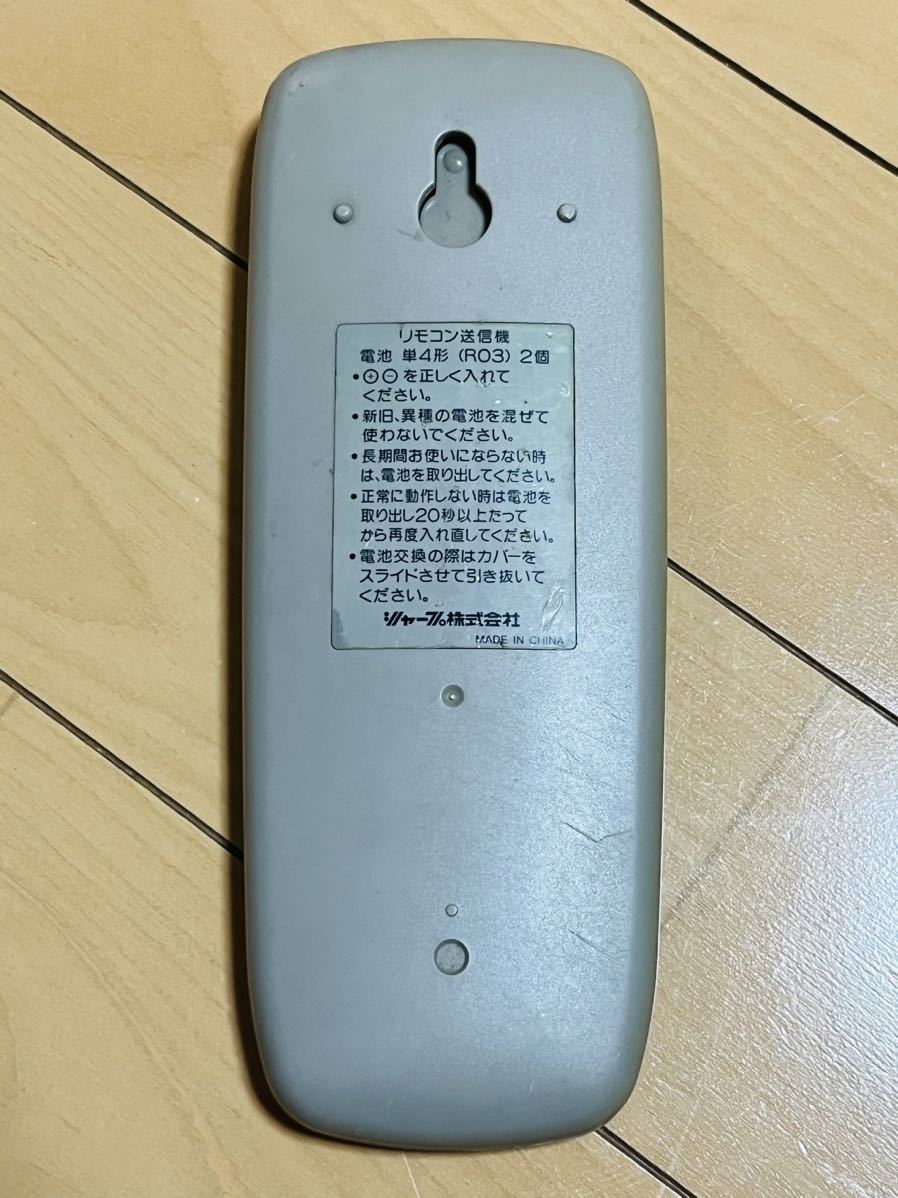 リモコン送信機
電池 単4形 (R03) 2個
•⊕⊖を正しく入れて
ください。
•新旧、異種の電池を混ぜて
使わないでください。
•長期間お使いにならない時
は、電池を取り出してください。
•正常に動作しない時は電池を
取り出し20秒以上たって
から再度入れ直してください。
•電池交換の際はカバーを
スライドさせて引き抜いて
ください。
シャープ株式会社
MADE IN CHINA